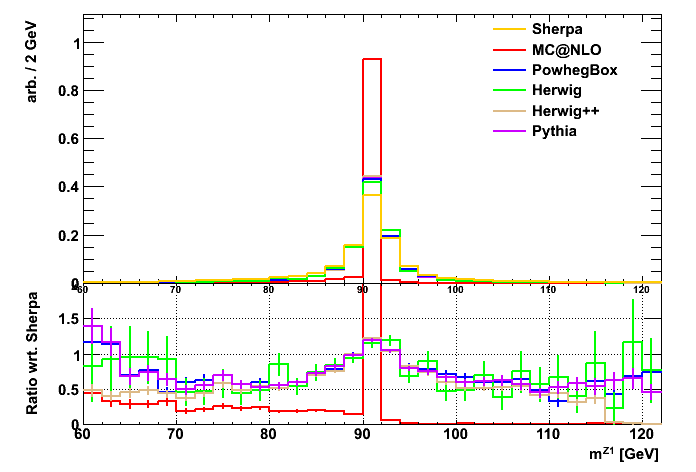 arb. / 2 GeV
1
0.8
0.6
0.4
0.2
0
Sherpa
MC@NLO
PowhegBox
Herwig
Herwig++
Pythia
60 70 80 90 100 110 120
Ratio wrt. Sherpa
1.5
1
0.5
0
60 70 80 90 100 110 120
m^Z1 [GeV]